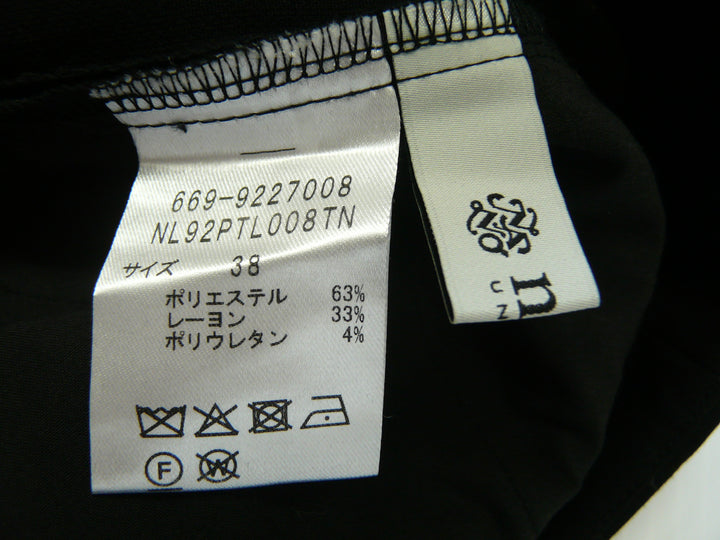 669-9227008
NL92PTL008TN
サイズ 38
ポリエステル 63%
レーヨン 33%
ポリウレタン 4%
F W